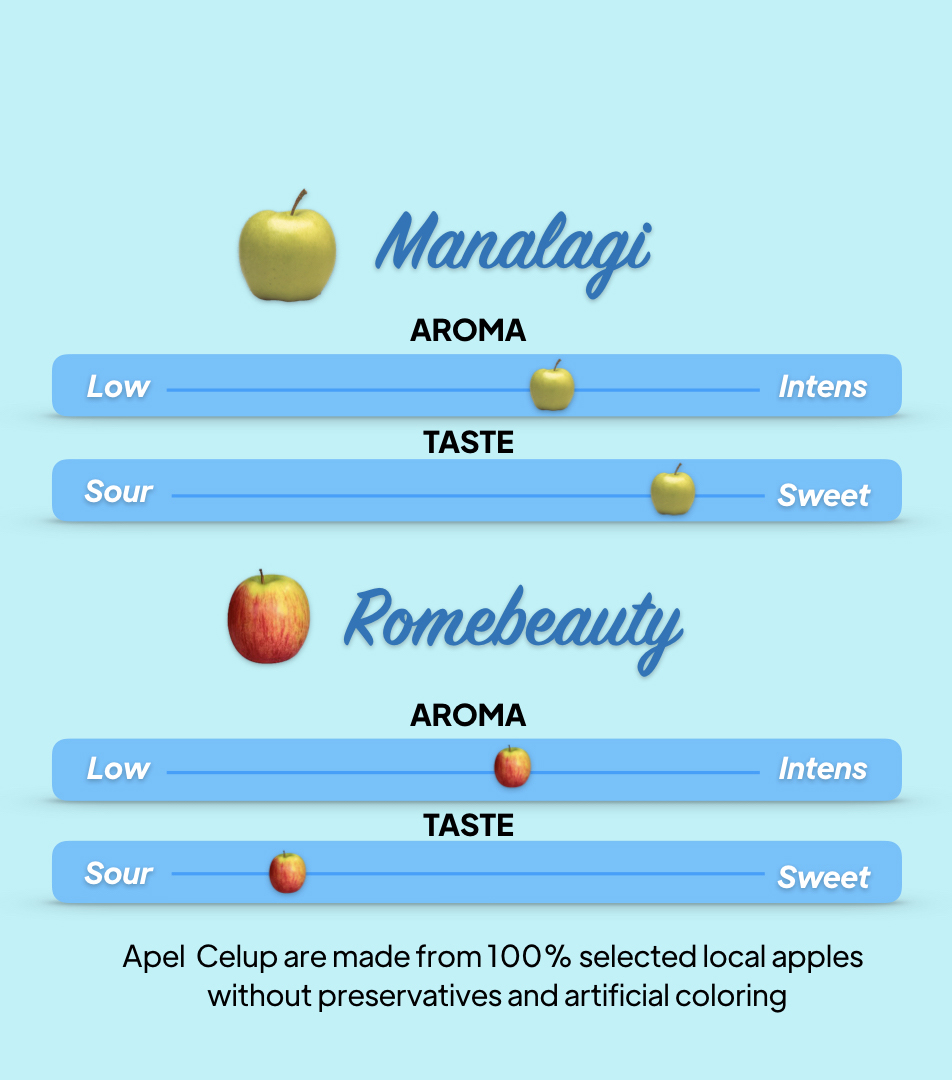 Manalagi
AROMA
Low Intens
TASTE
Sour Sweet
Romebeauty
AROMA
Low Intens
TASTE
Sour Sweet
Apel Celup are made from 100% selected local apples
without preservatives and artificial coloring